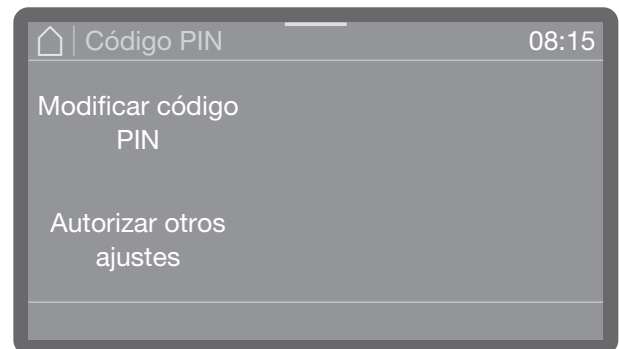 Código PIN 08:15
Modificar código
PIN
Autorizar otros
ajustes